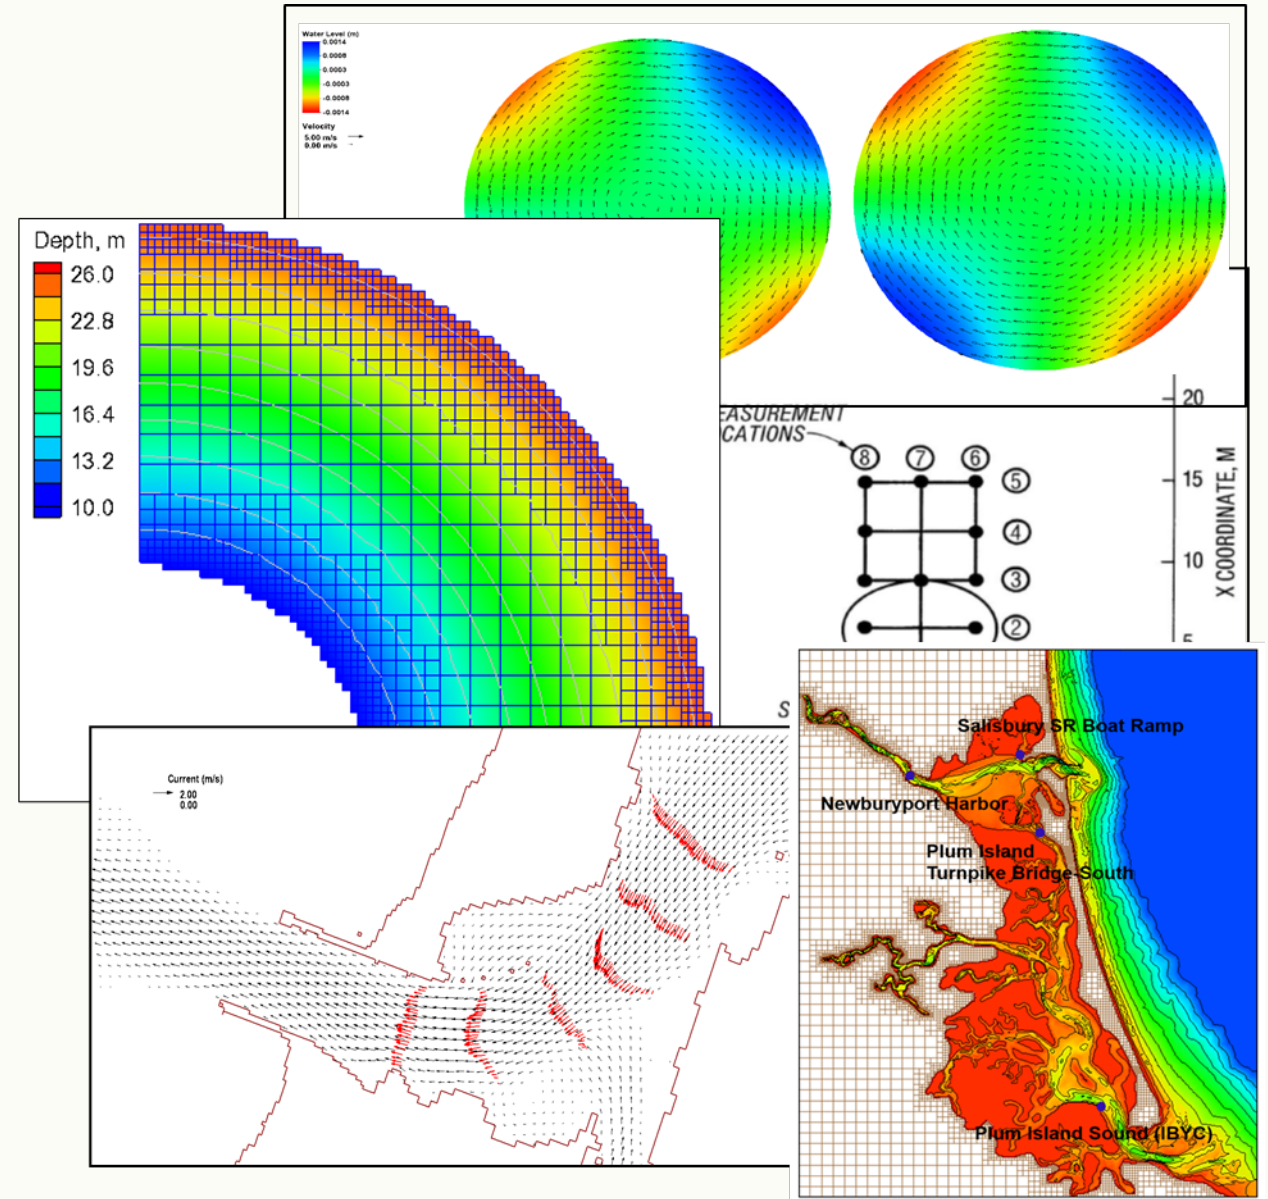 Water Level (m)
0.0014
0.0008
0.0003
-0.0003
-0.0008
-0.0014
Velocity
5.00 m/s
0.00 m/s
Depth, m
26.0
22.8
19.6
16.4
13.2
10.0
EASUREMENT
CATIONS
8 7 6
5
4
3
2
20
15
10
5
X COORDINATE, M
S
Current (m/s)
2.00
0.00
Salisbury SR Boat Ramp
Newburyport Harbor
Plum Island
Turnpike Bridge-South
Plum Island Sound (IBYC)